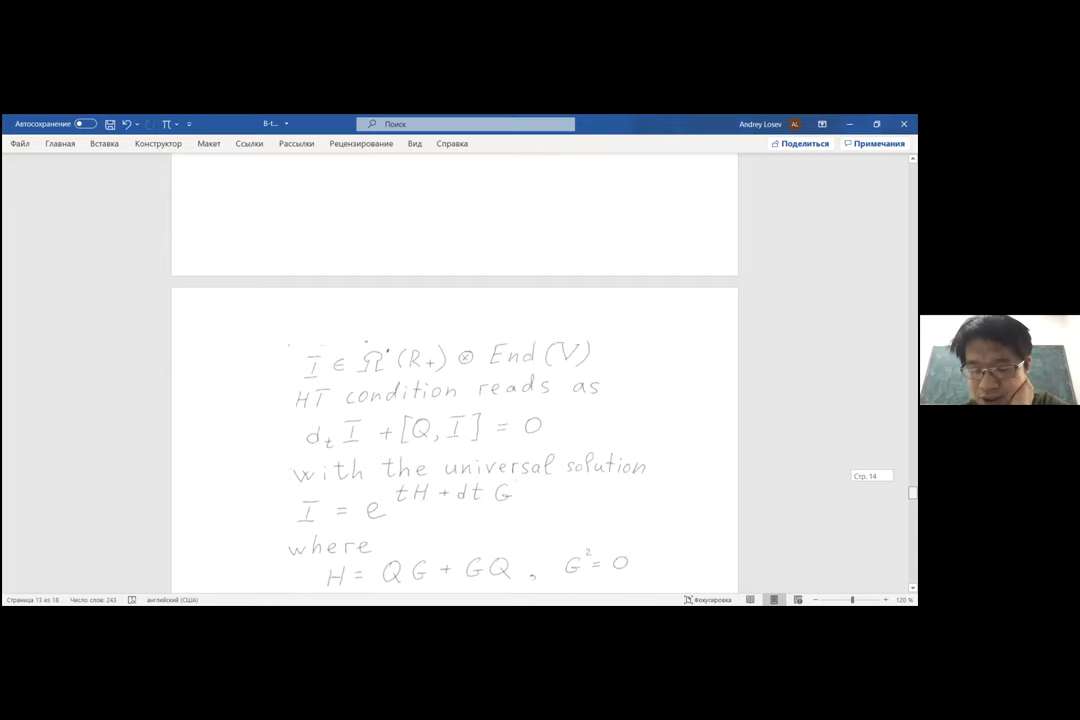 Автосохранение
В-t...
Поиск
Andrey Losev
AL
Файл Главная Вставка Конструктор Макет Ссылки Рассылки Рецензирование Вид Справка
Поделиться Примечания
I ∈ Ω^•(R₊) ⊗ End(V)
HT condition reads as
d_t I + [Q, I] = 0
with the universal solution
I = e^{tH + dt G}
where
H = QG + GQ, G² = 0
Стр. 14
Страница 13 из 18 Число слов: 243 английский (США) Фокусировка 120 %